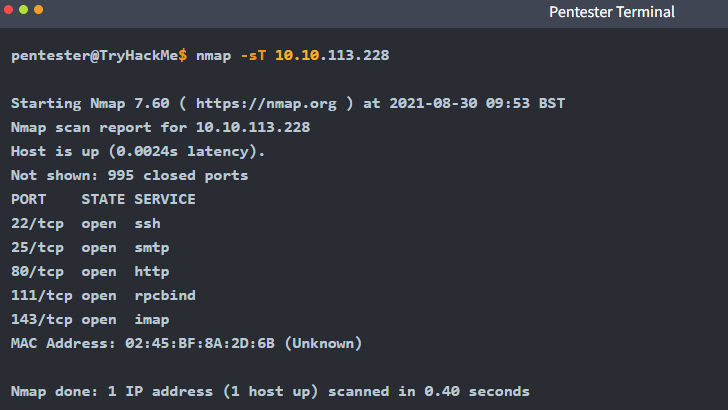 Pentester Terminal
pentester@TryHackMe$ nmap -sT 10.10.113.228
Starting Nmap 7.60 ( https://nmap.org ) at 2021-08-30 09:53 BST
Nmap scan report for 10.10.113.228
Host is up (0.0024s latency).
Not shown: 995 closed ports
PORT    STATE SERVICE
22/tcp  open  ssh
25/tcp  open  smtp
80/tcp  open  http
111/tcp open  rpcbind
143/tcp open  imap
MAC Address: 02:45:BF:8A:2D:6B (Unknown)
Nmap done: 1 IP address (1 host up) scanned in 0.40 seconds